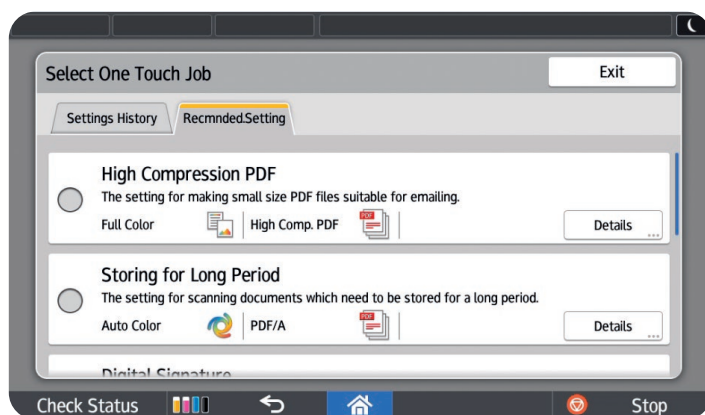 Select One Touch Job
Exit
Settings History
Recmnded.Setting
High Compression PDF
The setting for making small size PDF files suitable for emailing.
Full Color
High Comp. PDF
PDF
Details
Storing for Long Period
The setting for scanning documents which need to be stored for a long period.
Auto Color
PDF/A
PDF
Details
Digital Signature
Check Status
Stop